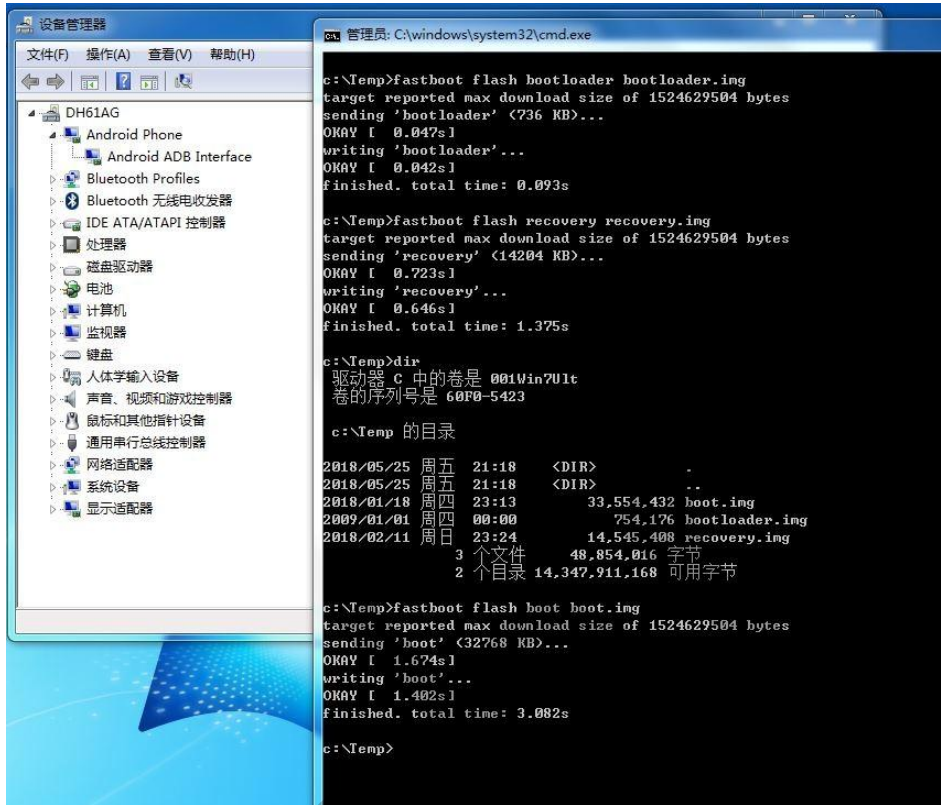 设备管理器
文件(F) 操作(A) 查看(V) 帮助(H)
DH61AG
Android Phone
Android ADB Interface
Bluetooth Profiles
Bluetooth 无线电收发器
IDE ATA/ATAPI 控制器
处理器
磁盘驱动器
电池
计算机
监视器
键盘
人体学输入设备
声音、视频和游戏控制器
鼠标和其他指针设备
通用串行总线控制器
网络适配器
系统设备
显示适配器
管理员: C:\windows\system32\cmd.exe
c:\Temp>fastboot flash bootloader bootloader.img
target reported max download size of 1524629504 bytes
sending 'bootloader' (736 KB)...
OKAY [  0.047s]
writing 'bootloader'...
OKAY [  0.042s]
finished. total time: 0.093s
c:\Temp>fastboot flash recovery recovery.img
target reported max download size of 1524629504 bytes
sending 'recovery' (14204 KB)...
OKAY [  0.723s]
writing 'recovery'...
OKAY [  0.646s]
finished. total time: 1.375s
c:\Temp>dir
驱动器 C 中的卷是 001Win7Ult
卷的序列号是 60F0-5423
c:\Temp 的目录
2018/05/25 周五  21:18    <DIR>          .
2018/05/25 周五  21:18    <DIR>          ..
2018/01/18 周四  23:13        33,554,432 boot.img
2009/01/01 周四  00:00           754,176 bootloader.img
2018/02/11 周日  23:24        14,545,408 recovery.img
3 个文件     48,854,016 字节
2 个目录 14,347,911,168 可用字节
c:\Temp>fastboot flash boot boot.img
target reported max download size of 1524629504 bytes
sending 'boot' (32768 KB)...
OKAY [  1.674s]
writing 'boot'...
OKAY [  1.402s]
finished. total time: 3.082s
c:\Temp>